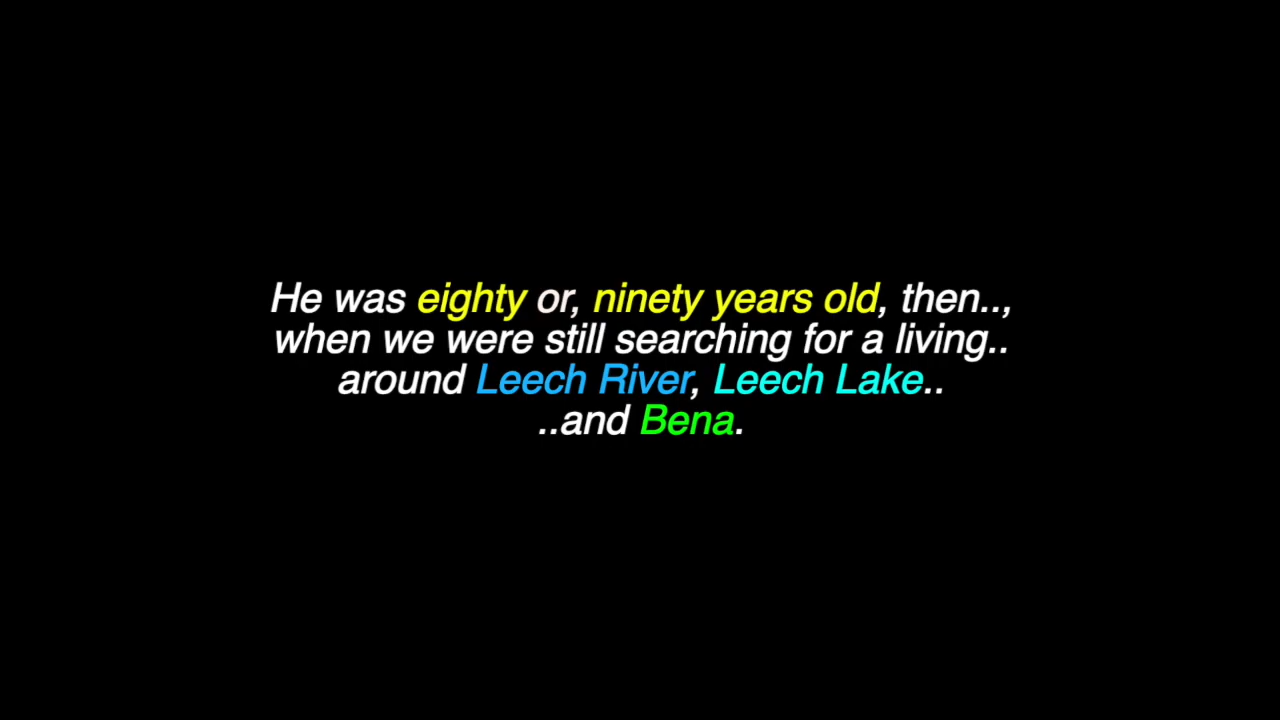 He was eighty or, ninety years old, then..,
when we were still searching for a living..
around Leech River, Leech Lake..
..and Bena.